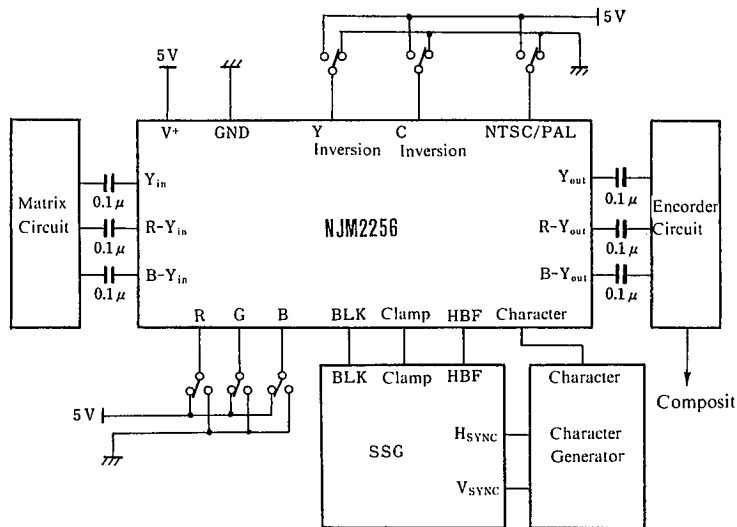 5V
5V
V+
GND
Y
Inversion
C
Inversion
NTSC/PAL
Matrix
Circuit
0.1μ
0.1μ
0.1μ
Yin
R-Yin
B-Yin
NJM2256
Yout
R-Yout
B-Yout
0.1μ
0.1μ
0.1μ
Encorder
Circuit
R
G
B
BLK
Clamp
HBF
Character
5V
BLK
Clamp
HBF
SSG
HSYNC
VSYNC
Character
Character
Generator
Composit